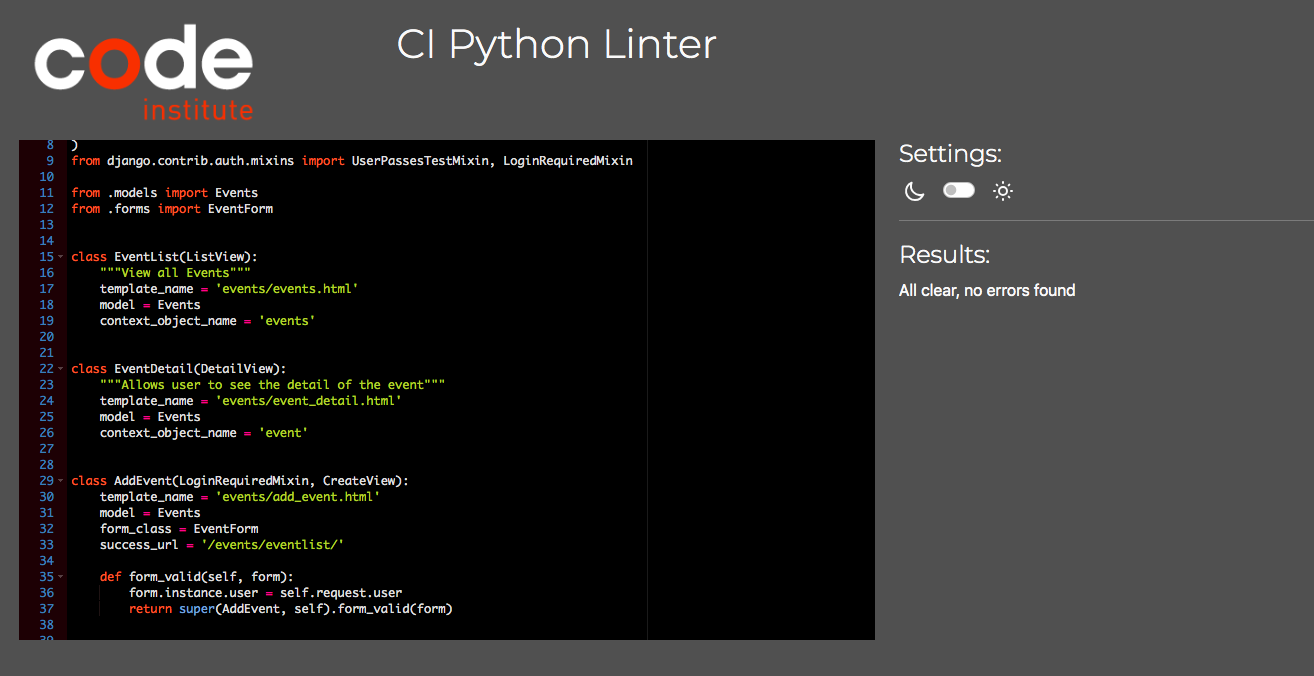 code
institute
CI Python Linter
8 )
9 from django.contrib.auth.mixins import UserPassesTestMixin, LoginRequiredMixin
10
11 from .models import Events
12 from .forms import EventForm
13
14
15 class EventList(ListView):
16     """View all Events"""
17     template_name = 'events/events.html'
18     model = Events
19     context_object_name = 'events'
20
21
22 class EventDetail(DetailView):
23     """Allows user to see the detail of the event"""
24     template_name = 'events/event_detail.html'
25     model = Events
26     context_object_name = 'event'
27
28
29 class AddEvent(LoginRequiredMixin, CreateView):
30     template_name = 'events/add_event.html'
31     model = Events
32     form_class = EventForm
33     success_url = '/events/eventlist/'
34
35     def form_valid(self, form):
36         form.instance.user = self.request.user
37         return super(AddEvent, self).form_valid(form)
38
39
Settings:
Results:
All clear, no errors found